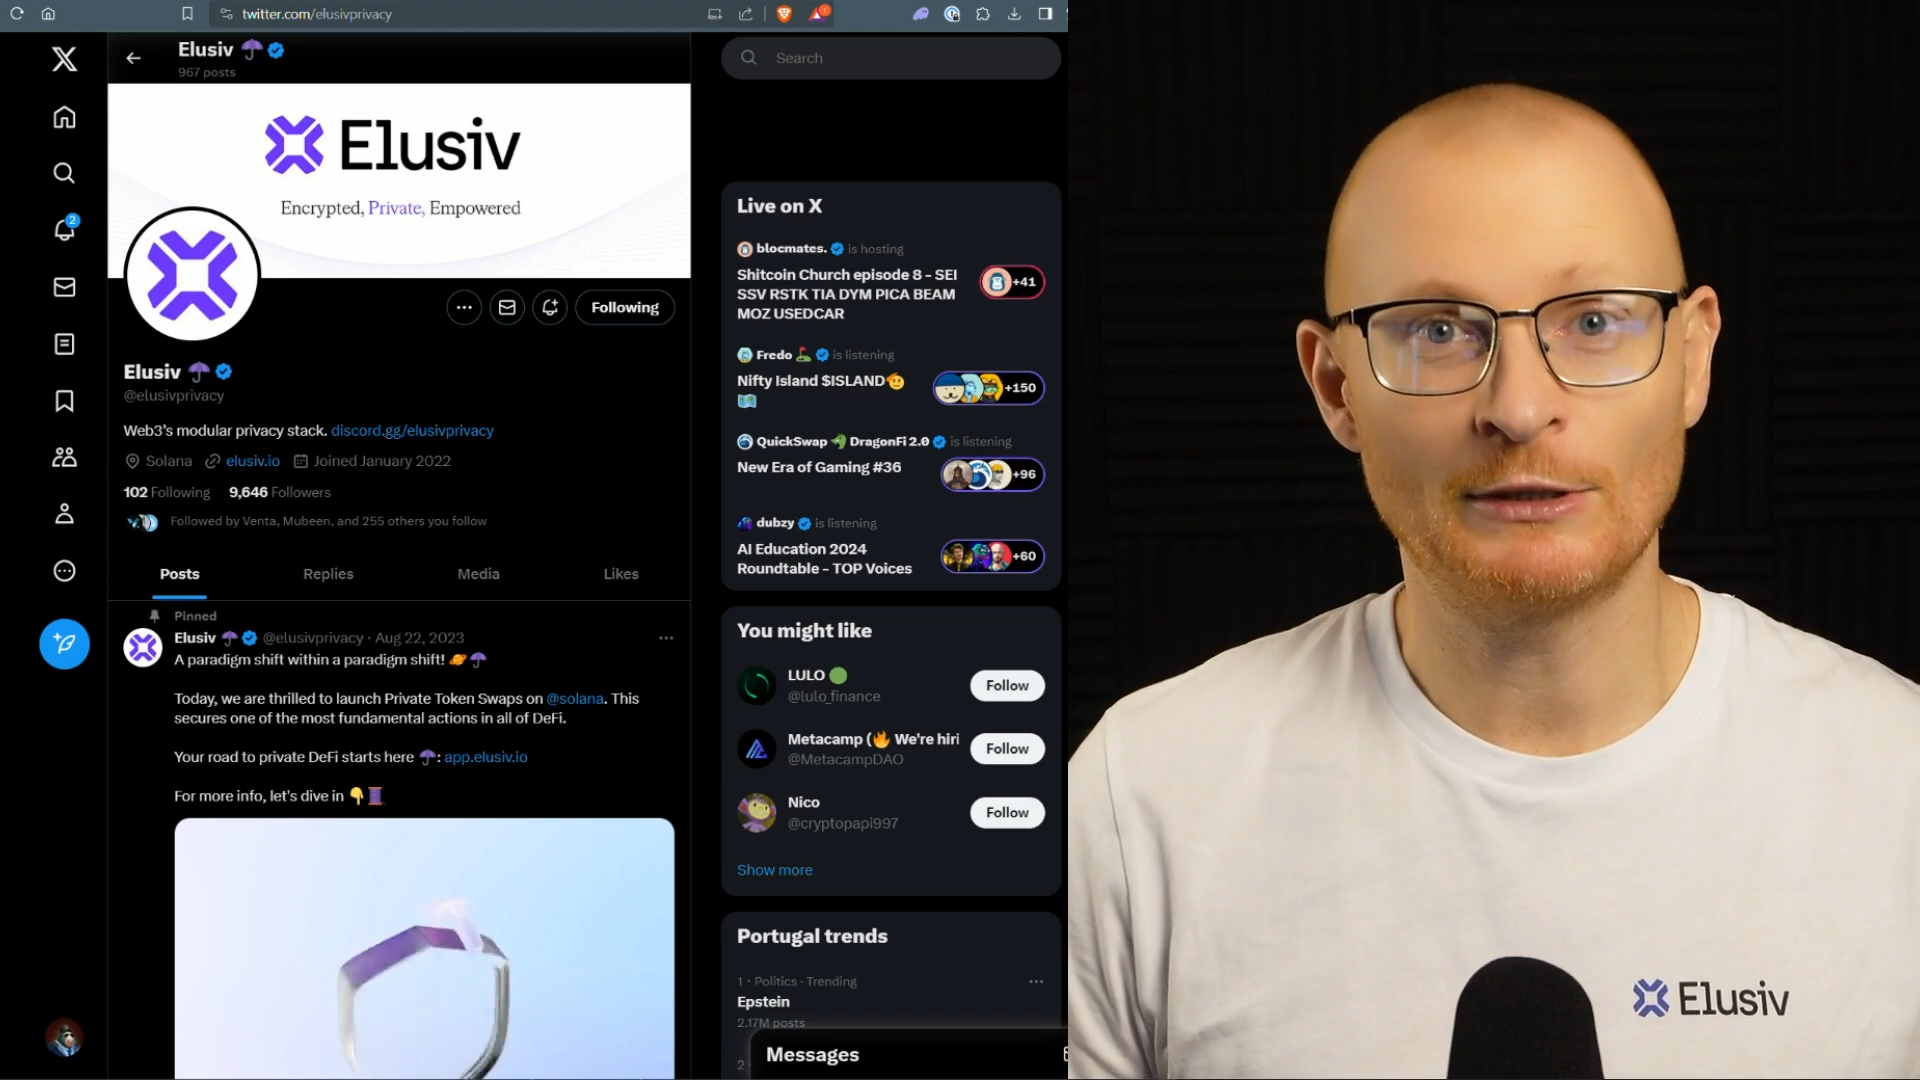 twitter.com/elusivprivacy
Elusiv
967 posts
Elusiv
Encrypted, Private, Empowered
2
Following
Elusiv
@elusivprivacy
Web3’s modular privacy stack. discord.gg/elusivprivacy
Solana elusiv.io Joined January 2022
102 Following 9,646 Followers
Followed by Venta, Mubeen, and 255 others you follow
Posts Replies Media Likes
Pinned
Elusiv @elusivprivacy · Aug 22, 2023
A paradigm shift within a paradigm shift! 🪐☂️
Today, we are thrilled to launch Private Token Swaps on @solana. This
secures one of the most fundamental actions in all of DeFi.
Your road to private DeFi starts here ☂️: app.elusiv.io
For more info, let's dive in 👇🧵
Search
Live on X
blocmates. is hosting
Shitcoin Church episode 8 - SEI
SSV RSTK TIA DYM PICA BEAM
MOZ USEDCAR
+41
Fredo is listening
Nifty Island $ISLAND🫡
🗺️
+150
QuickSwap DragonFi 2.0 is listening
New Era of Gaming #36
+96
dubzy is listening
AI Education 2024
Roundtable - TOP Voices
+60
You might like
LULO
@lulo_finance
Follow
Metacamp (🔥 We're hiri
@MetacampDAO
Follow
Nico
@cryptopapi997
Follow
Show more
Portugal trends
1 · Politics · Trending
Epstein
2.17M posts
2
Messages
Elusiv